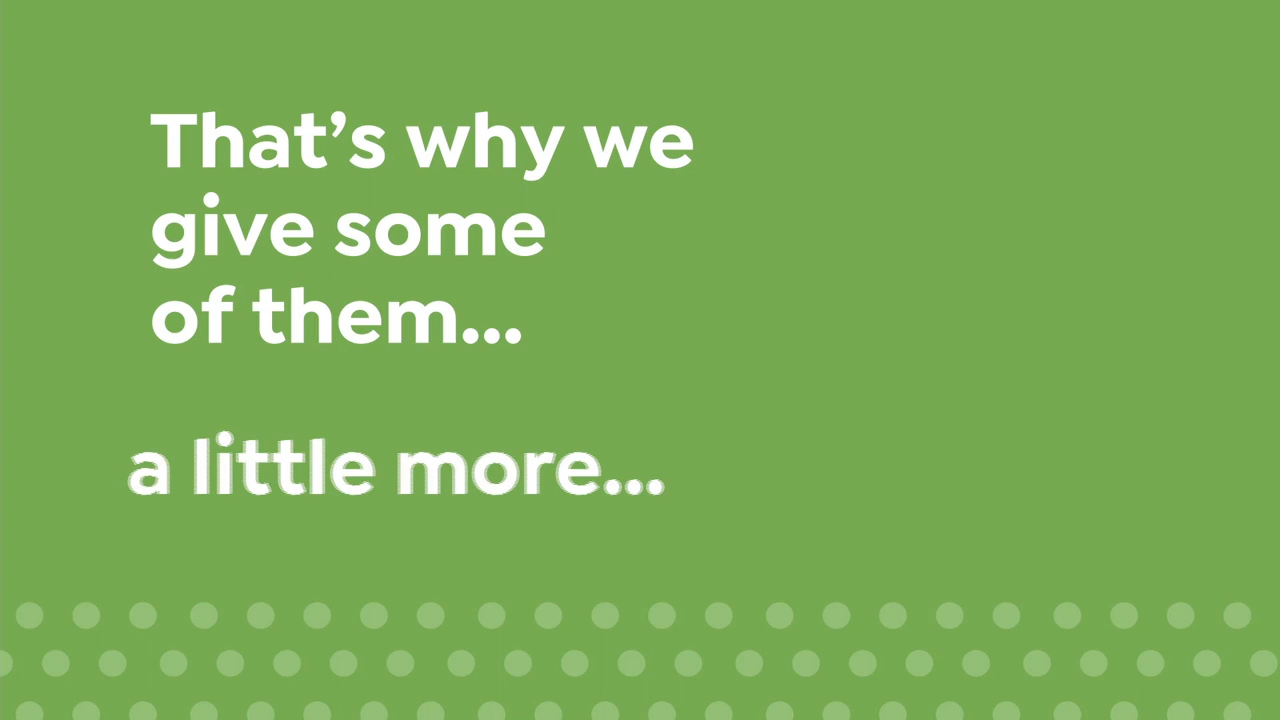 That’s why we
give some
of them...
a little more...